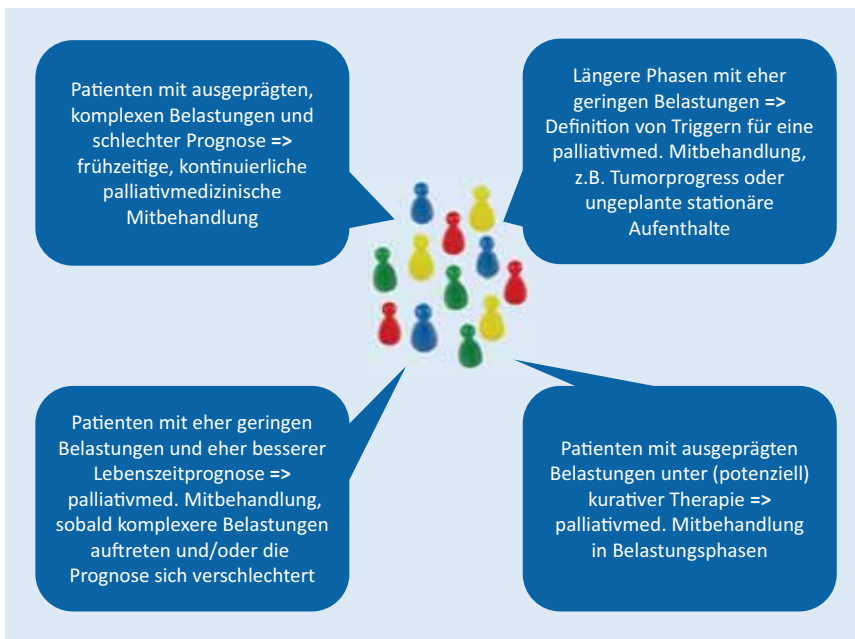 Patienten mit ausgeprägten,
komplexen Belastungen und
schlechter Prognose =>
frühzeitige, kontinuierliche
palliativmedizinische
Mitbehandlung
Längere Phasen mit eher
geringen Belastungen =>
Definition von Triggern für eine
palliativmed. Mitbehandlung,
z.B. Tumorprogress oder
ungeplante stationäre
Aufenthalte
Patienten mit eher geringen
Belastungen und eher besserer
Lebenszeitprognose =>
palliativmed. Mitbehandlung,
sobald komplexere Belastungen
auftreten und/oder die
Prognose sich verschlechtert
Patienten mit ausgeprägten
Belastungen unter (potenziell)
kurativer Therapie =>
palliativmed. Mitbehandlung
in Belastungsphasen